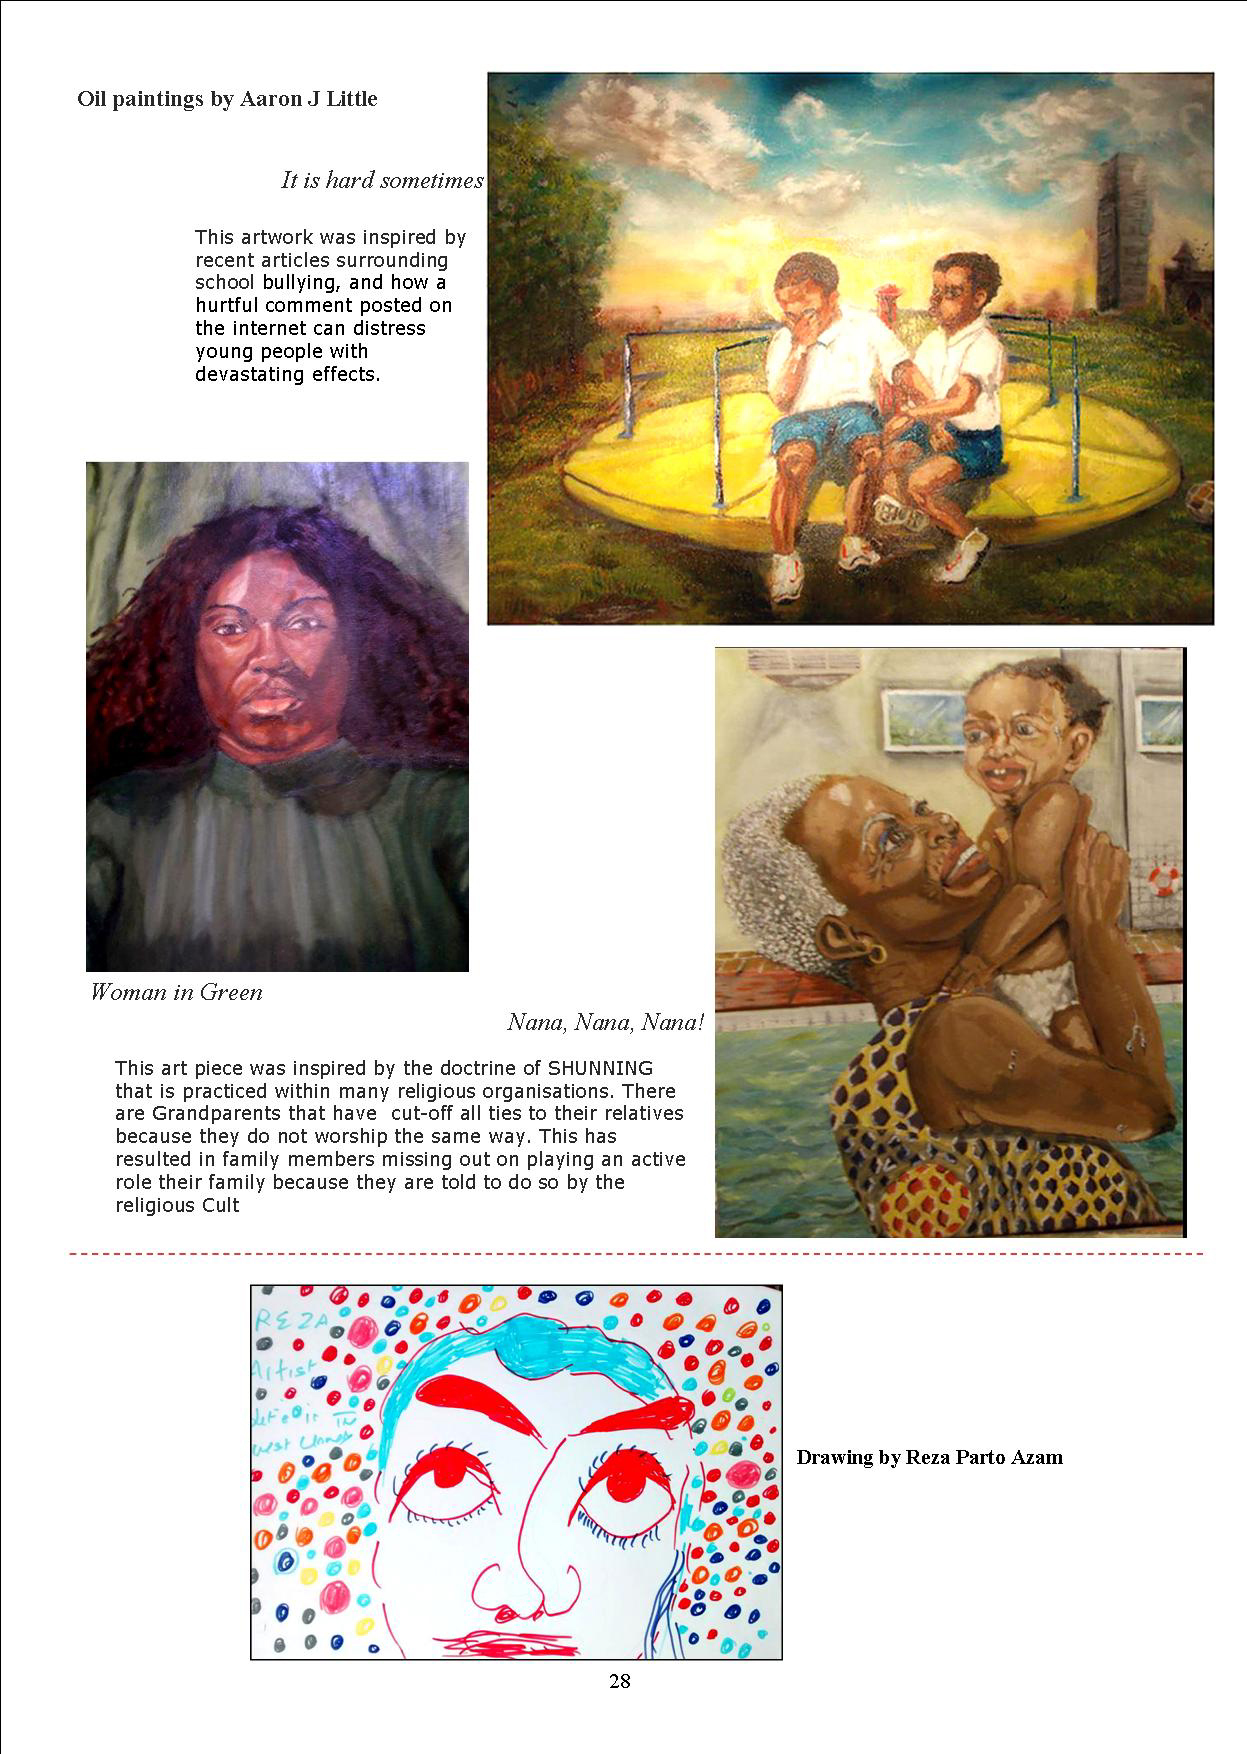 Oil paintings by Aaron J Little
It is hard sometimes
This artwork was inspired by
recent articles surrounding
school bullying, and how a
hurtful comment posted on
the internet can distress
young people with
devastating effects.
Woman in Green
Nana, Nana, Nana!
This art piece was inspired by the doctrine of SHUNNING
that is practiced within many religious organisations. There
are Grandparents that have  cut-off all ties to their relatives
because they do not worship the same way. This has
resulted in family members missing out on playing an active
role their family because they are told to do so by the
religious Cult
REZA
Artist
IN
west
Drawing by Reza Parto Azam
28